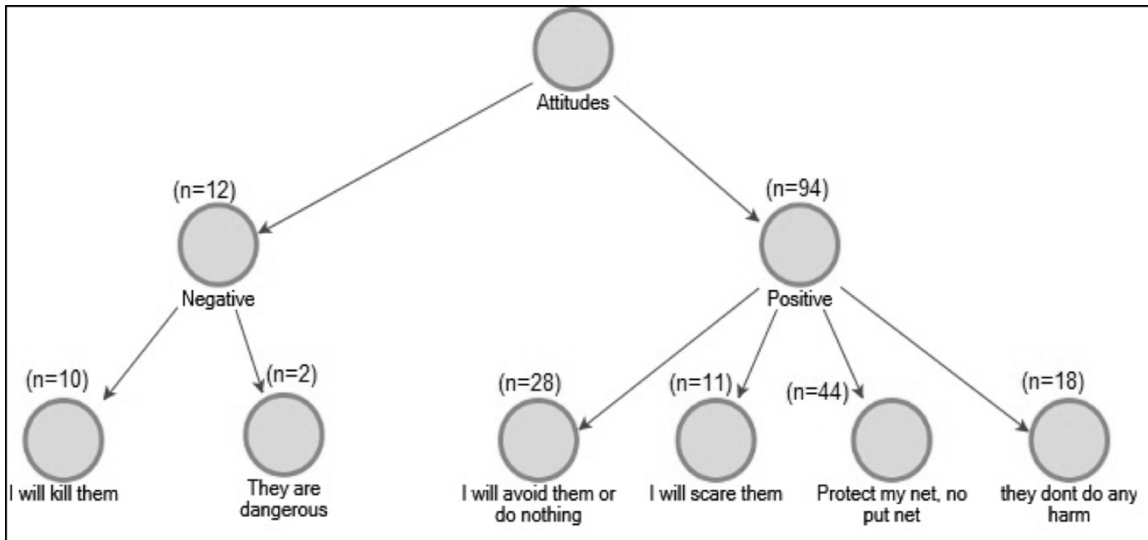 Attitudes
(n=12)
(n=94)
Negative
Positive
(n=10)
(n=2)
(n=28)
(n=11)
(n=44)
(n=18)
I will kill them
They are
dangerous
I will avoid them or
do nothing
I will scare them
Protect my net, no
put net
they dont do any
harm